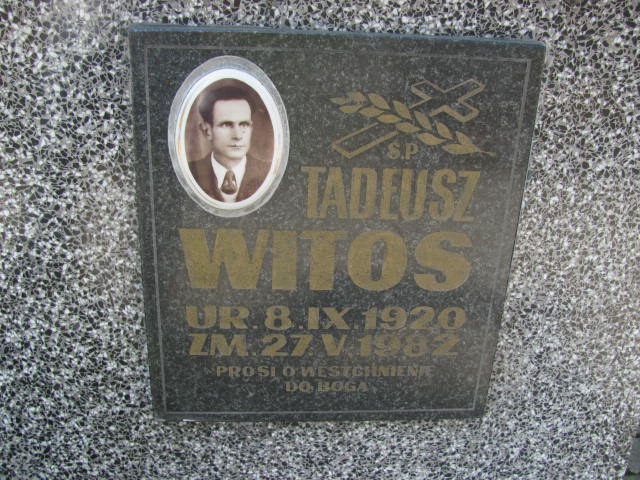 Ś.P.
TADEUSZ
WITOS
UR. 8.IX.1920
ZM. 27.V.1982
PROSI O WESTCHNIENIE
DO BOGA